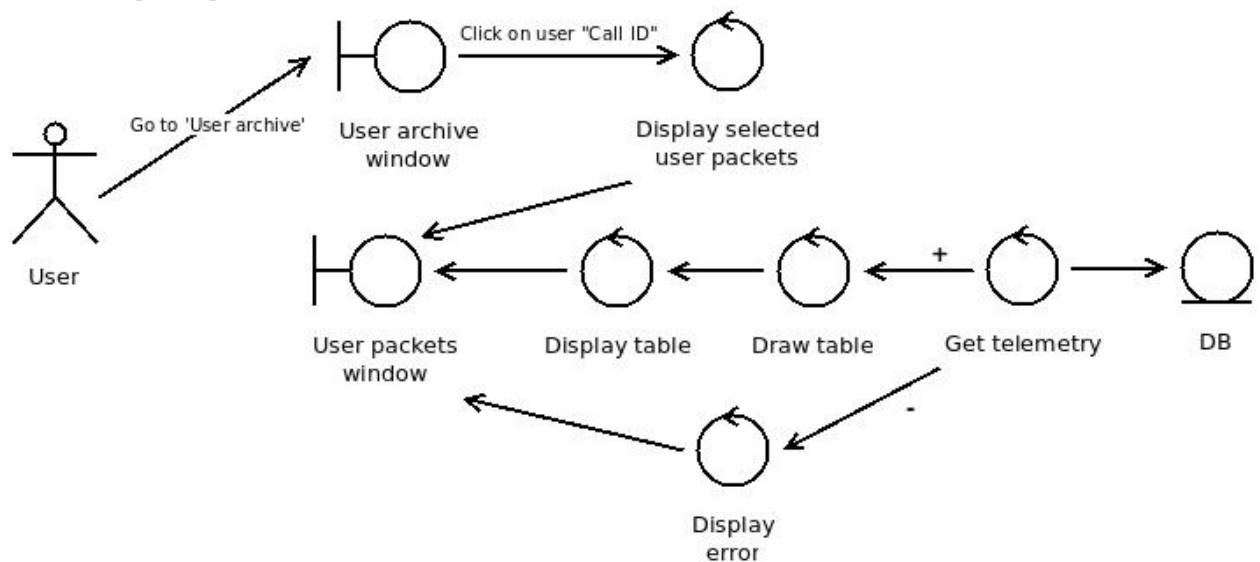 Click on user "Call ID"
Go to 'User archive'
User archive
window
Display selected
user packets
User
+
User packets
window
Display table
Draw table
Get telemetry
DB
-
Display
error